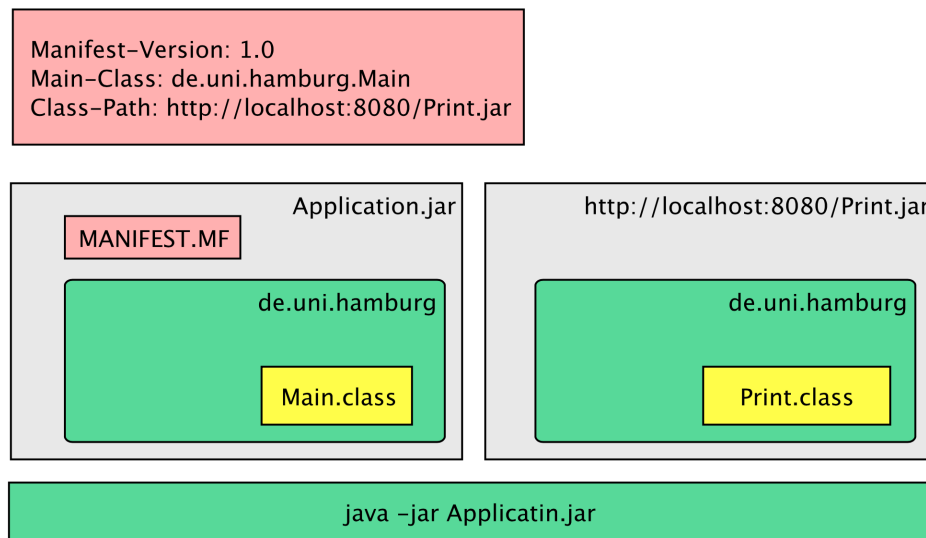 Manifest-Version: 1.0
Main-Class: de.uni.hamburg.Main
Class-Path: http://localhost:8080/Print.jar
Application.jar
MANIFEST.MF
de.uni.hamburg
Main.class
http://localhost:8080/Print.jar
de.uni.hamburg
Print.class
java -jar Applicatin.jar